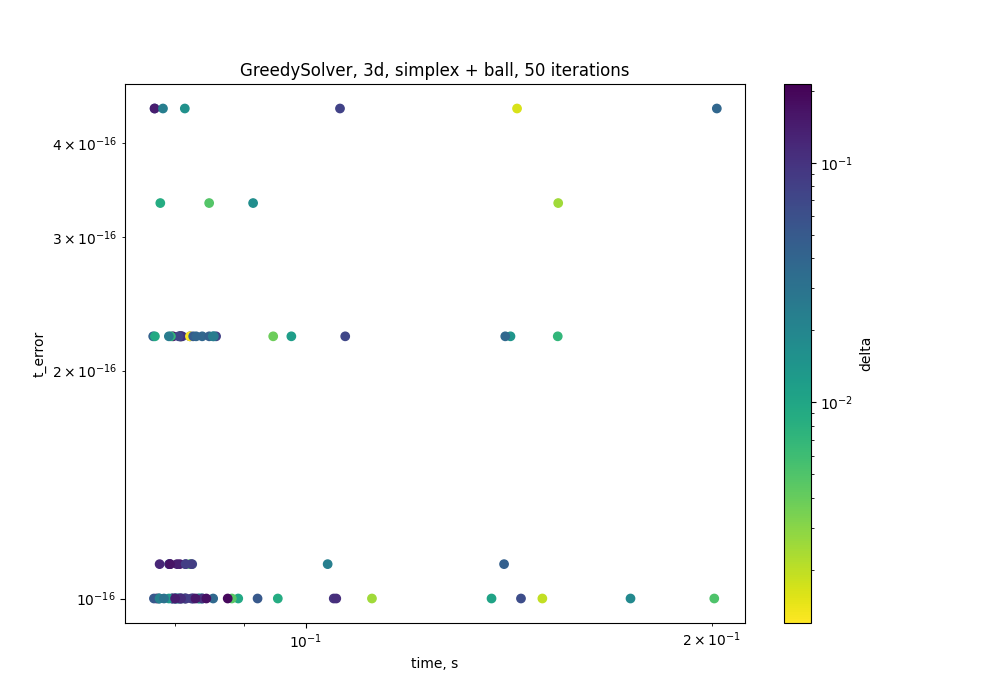 GreedySolver, 3d, simplex + ball, 50 iterations
t_error
4 × 10⁻¹⁶
3 × 10⁻¹⁶
2 × 10⁻¹⁶
10⁻¹⁶
10⁻¹
2 × 10⁻¹
time, s
10⁻¹
10⁻²
delta